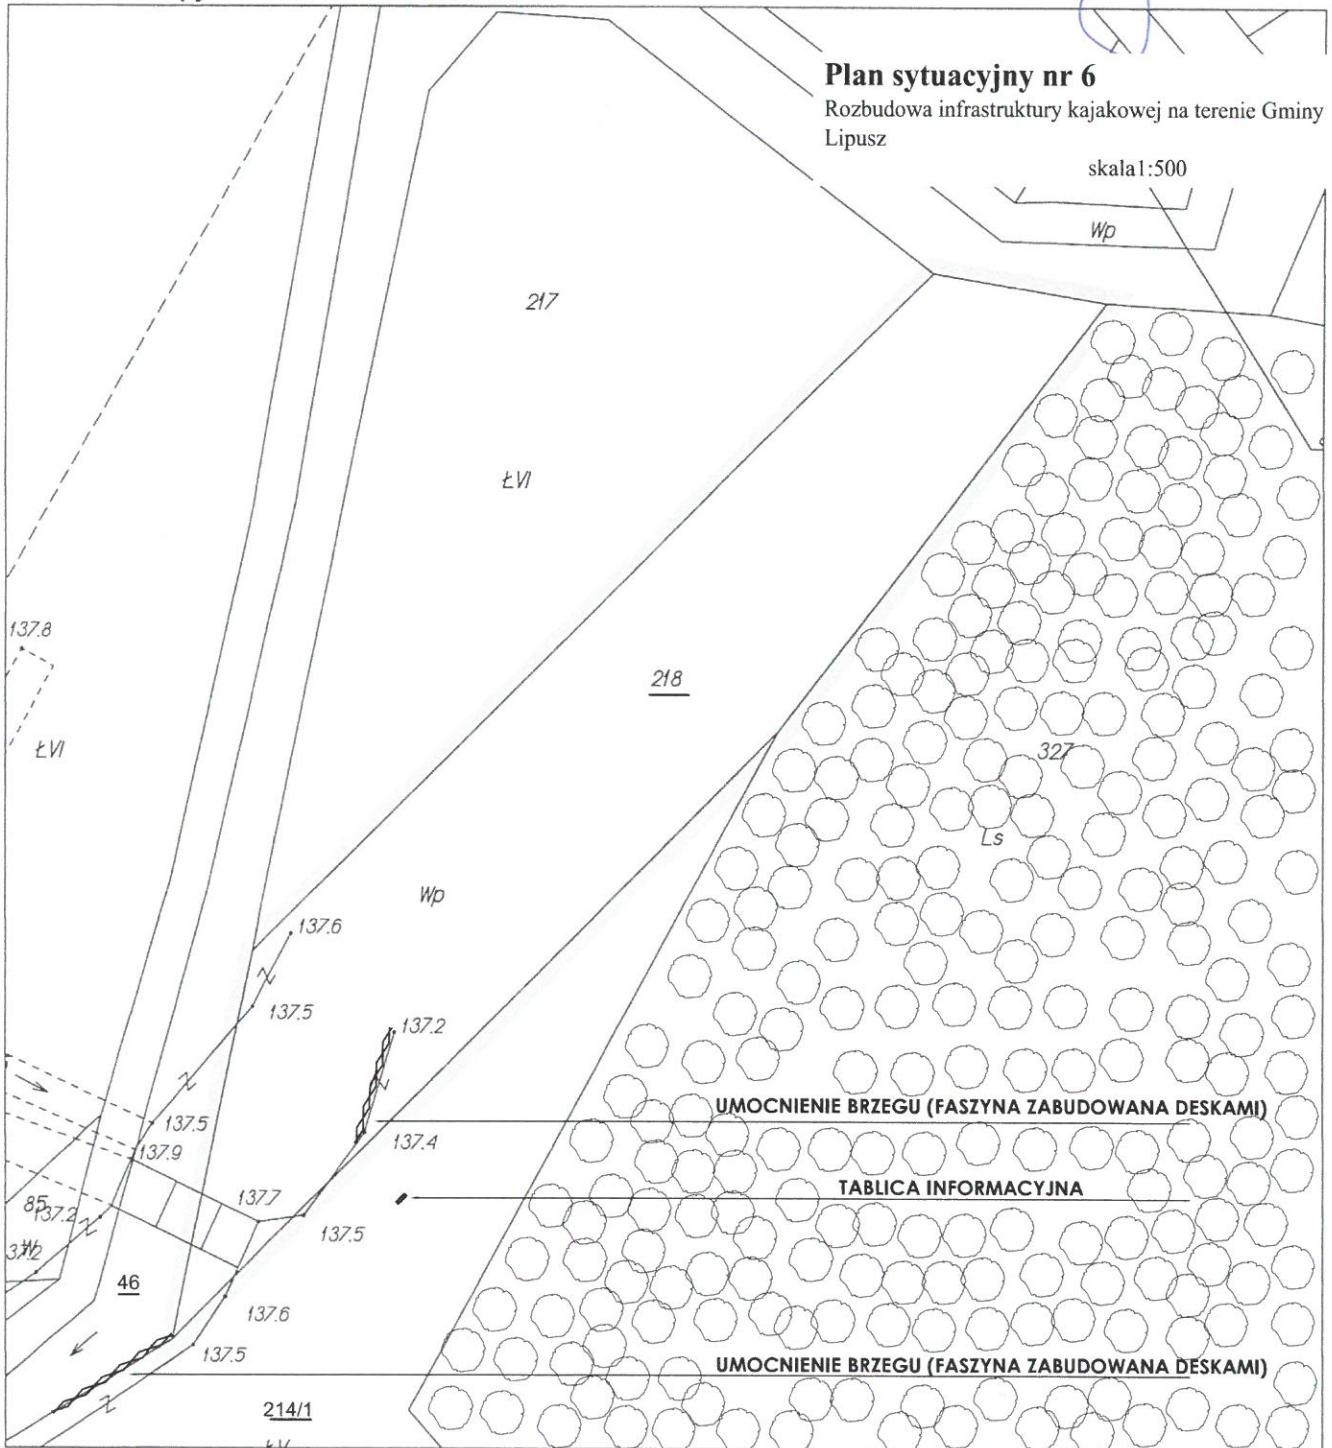 Plan sytuacyjny nr 6
Rozbudowa infrastruktury kajakowej na terenie Gminy
Lipusz
skala1:500
Wp
217
ŁVI
137.8
218
ŁVI
327
Ls
Wp
137.6
137.5
137.2
UMOCNIENIE BRZEGU (FASZYNA ZABUDOWANA DESKAMI)
137.5
137.4
137.9
TABLICA INFORMACYJNA
137.7
85
137.2
137.5
W
46
137.6
137.5
UMOCNIENIE BRZEGU (FASZYNA ZABUDOWANA DESKAMI)
214/1